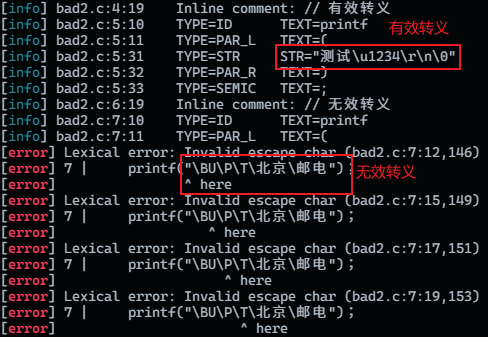 [info] bad2.c:4:19 Inline comment: // 有效转义
[info] bad2.c:5:10 TYPE=ID TEXT=printf
有效转义
[info] bad2.c:5:11 TYPE=PAR_L TEXT=(
[info] bad2.c:5:31 TYPE=STR STR="测试\u1234\r\n\0"
[info] bad2.c:5:32 TYPE=PAR_R TEXT=)
[info] bad2.c:5:33 TYPE=SEMIC TEXT=;
[info] bad2.c:6:19 Inline comment: // 无效转义
[info] bad2.c:7:10 TYPE=ID TEXT=printf
[info] bad2.c:7:11 TYPE=PAR_L TEXT=(
[error] Lexical error: Invalid escape char (bad2.c:7:12,146)
[error] 7 | printf("\BU\P\T\北京\邮电");
无效转义
[error] ^ here
[error] Lexical error: Invalid escape char (bad2.c:7:15,149)
[error] 7 | printf("\BU\P\T\北京\邮电");
[error] ^ here
[error] Lexical error: Invalid escape char (bad2.c:7:17,151)
[error] 7 | printf("\BU\P\T\北京\邮电");
[error] ^ here
[error] Lexical error: Invalid escape char (bad2.c:7:19,153)
[error] 7 | printf("\BU\P\T\北京\邮电");
[error] ^ here